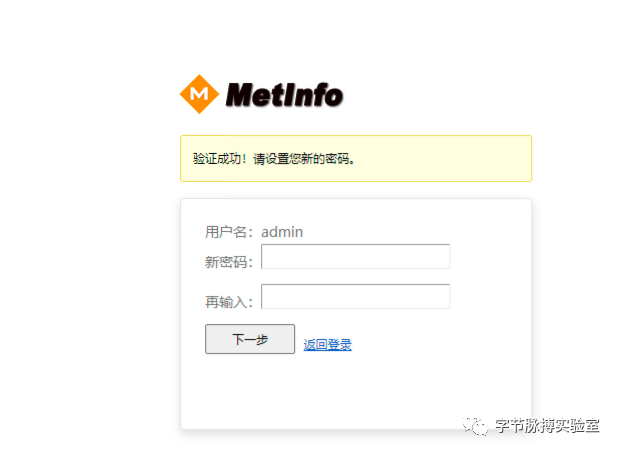 MetInfo
验证成功！请设置您新的密码。
用户名：admin
新密码：
再输入：
下一步 返回登录
字节脉搏实验室